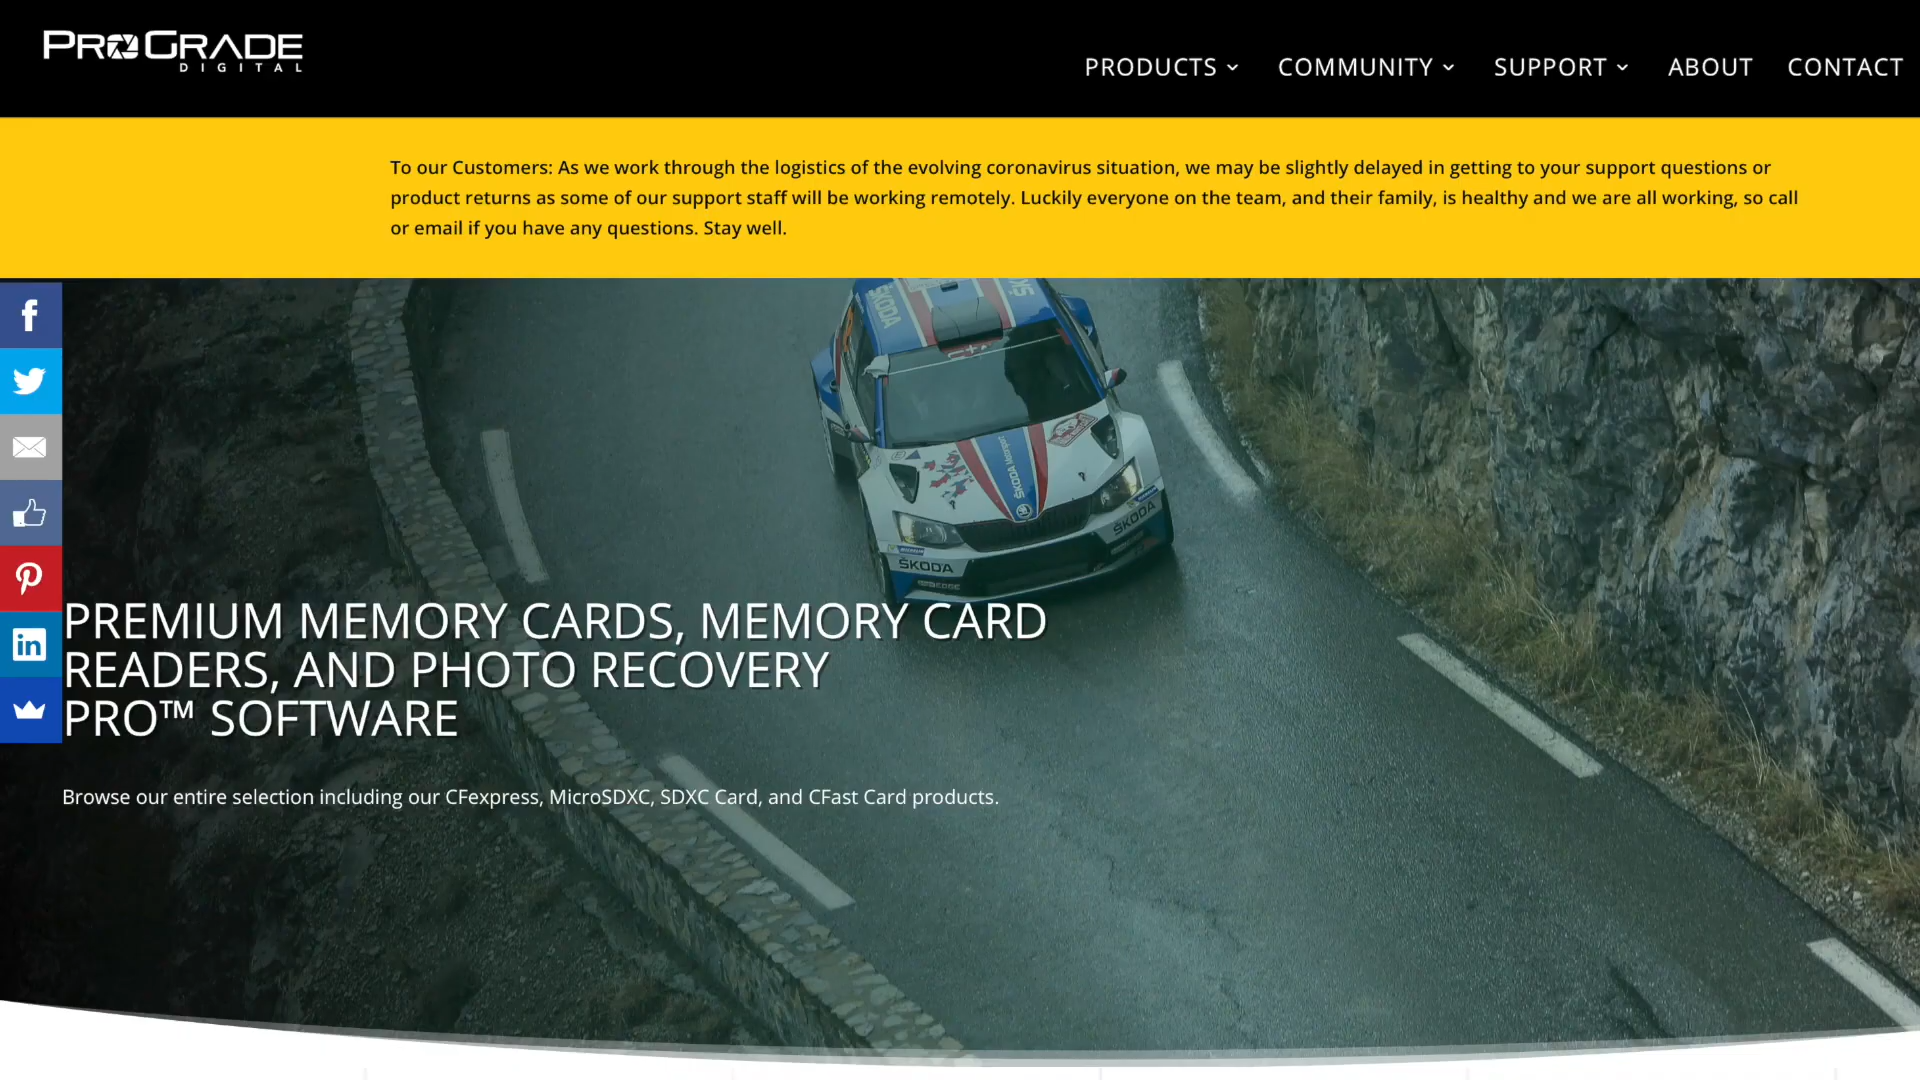 PROGRADE
DIGITAL
PRODUCTS
COMMUNITY
SUPPORT
ABOUT
CONTACT
To our Customers: As we work through the logistics of the evolving coronavirus situation, we may be slightly delayed in getting to your support questions or
product returns as some of our support staff will be working remotely. Luckily everyone on the team, and their family, is healthy and we are all working, so call
or email if you have any questions. Stay well.
ŠKODA
ŠKODA Motorsport
ŠKODA
ŠKODA
PREMIUM MEMORY CARDS, MEMORY CARD
READERS, AND PHOTO RECOVERY
PRO™ SOFTWARE
Browse our entire selection including our CFexpress, MicroSDXC, SDXC Card, and CFast Card products.